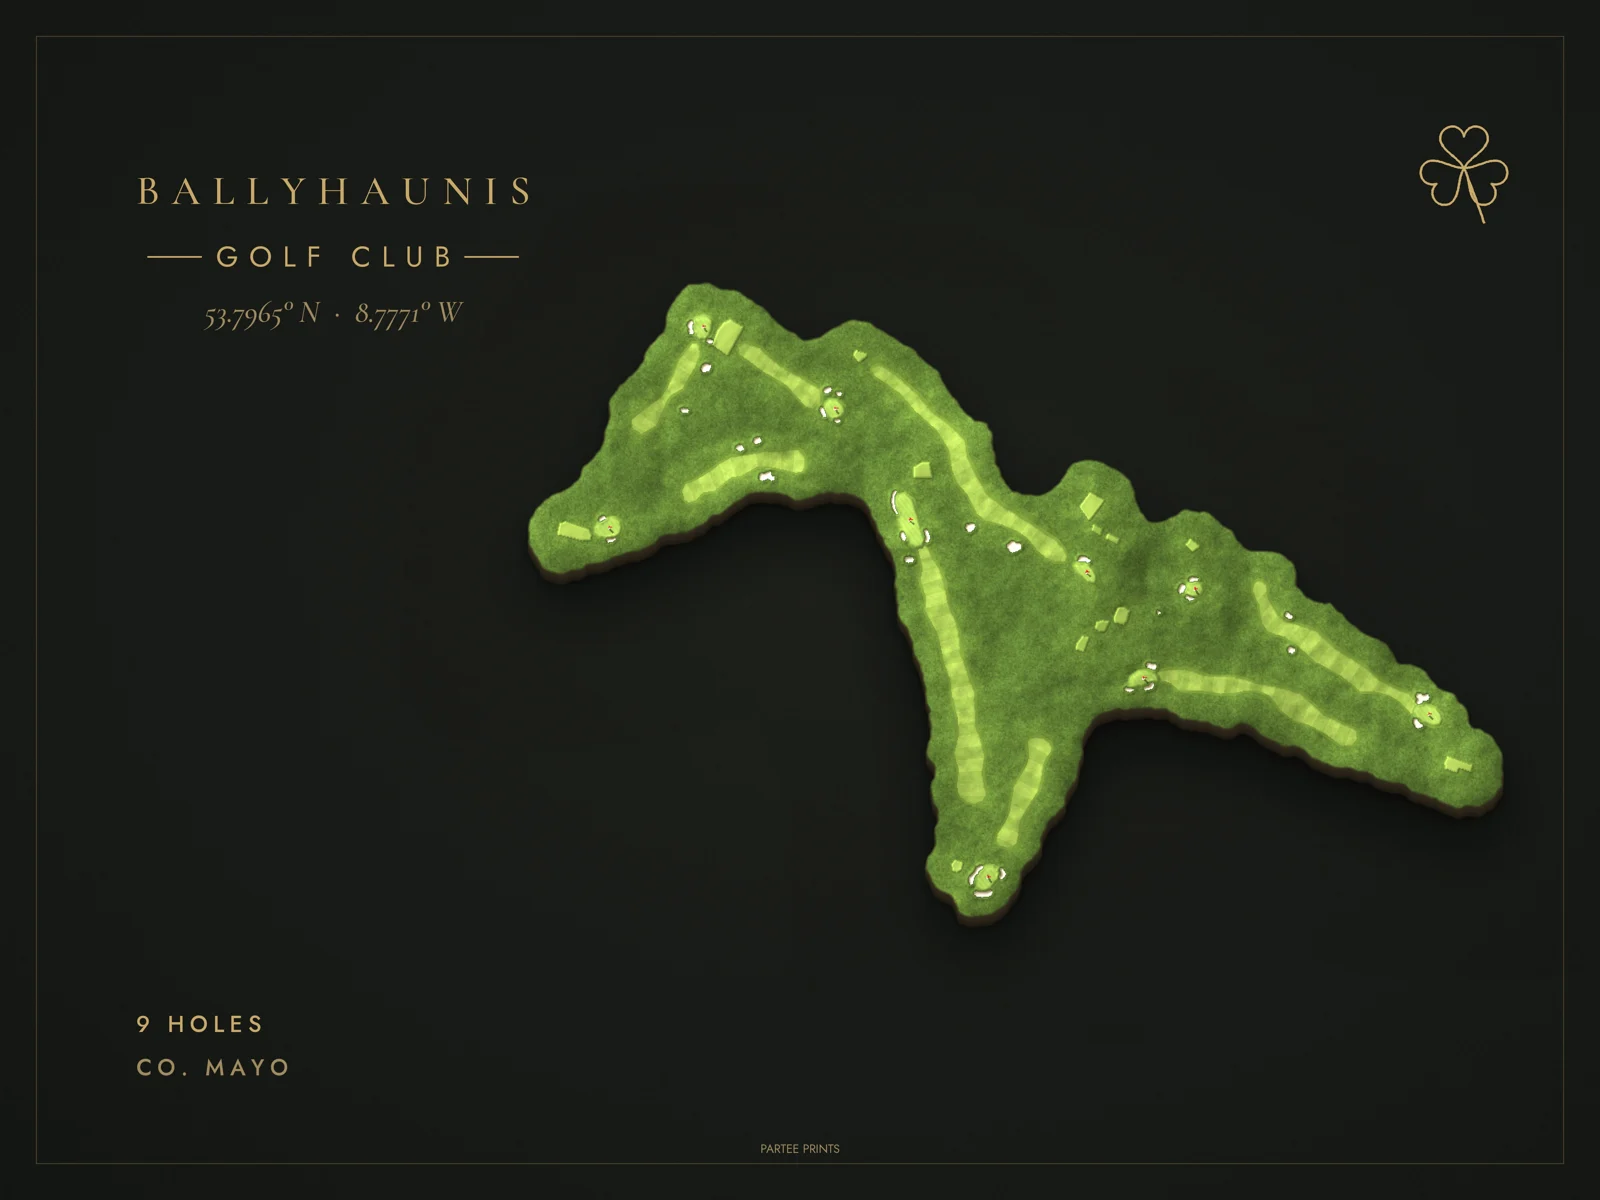 BALLYHAUNIS
GOLF CLUB
53.7965° N · 8.7771° W
9 HOLES
CO. MAYO
PARTEE PRINTS